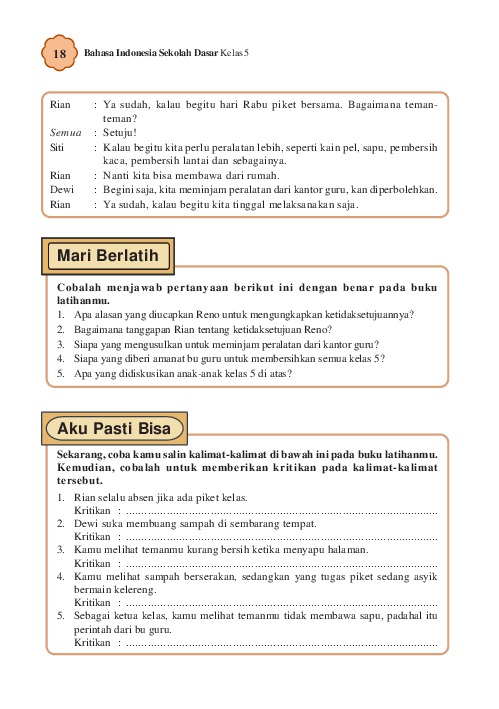 18 Bahasa Indonesia Sekolah Dasar Kelas 5
Rian : Ya sudah, kalau begitu hari Rabu piket bersama. Bagaimana teman-
teman?
Semua : Setuju!
Siti : Kalau begitu kita perlu peralatan lebih, seperti kain pel, sapu, pembersih
kaca, pembersih lantai dan sebagainya.
Rian : Nanti kita bisa membawa dari rumah.
Dewi : Begini saja, kita meminjam peralatan dari kantor guru, kan diperbolehkan.
Rian : Ya sudah, kalau begitu kita tinggal melaksanakan saja.
Mari Berlatih
Cobalah menjawab pertanyaan berikut ini dengan benar pada buku
latihanmu.
1. Apa alasan yang diucapkan Reno untuk mengungkapkan ketidaksetujuannya?
2. Bagaimana tanggapan Rian tentang ketidaksetujuan Reno?
3. Siapa yang mengusulkan untuk meminjam peralatan dari kantor guru?
4. Siapa yang diberi amanat bu guru untuk membersihkan semua kelas 5?
5. Apa yang didiskusikan anak-anak kelas 5 di atas?
Aku Pasti Bisa
Sekarang, coba kamu salin kalimat-kalimat di bawah ini pada buku latihanmu.
Kemudian, cobalah untuk memberikan kritikan pada kalimat-kalimat
tersebut.
1. Rian selalu absen jika ada piket kelas.
Kritikan : ..............................................................................................
2. Dewi suka membuang sampah di sembarang tempat.
Kritikan : ..............................................................................................
3. Kamu melihat temanmu kurang bersih ketika menyapu halaman.
Kritikan : ..............................................................................................
4. Kamu melihat sampah berserakan, sedangkan yang tugas piket sedang asyik
bermain kelereng.
Kritikan : ..............................................................................................
5. Sebagai ketua kelas, kamu melihat temanmu tidak membawa sapu, padahal itu
perintah dari bu guru.
Kritikan : ..............................................................................................